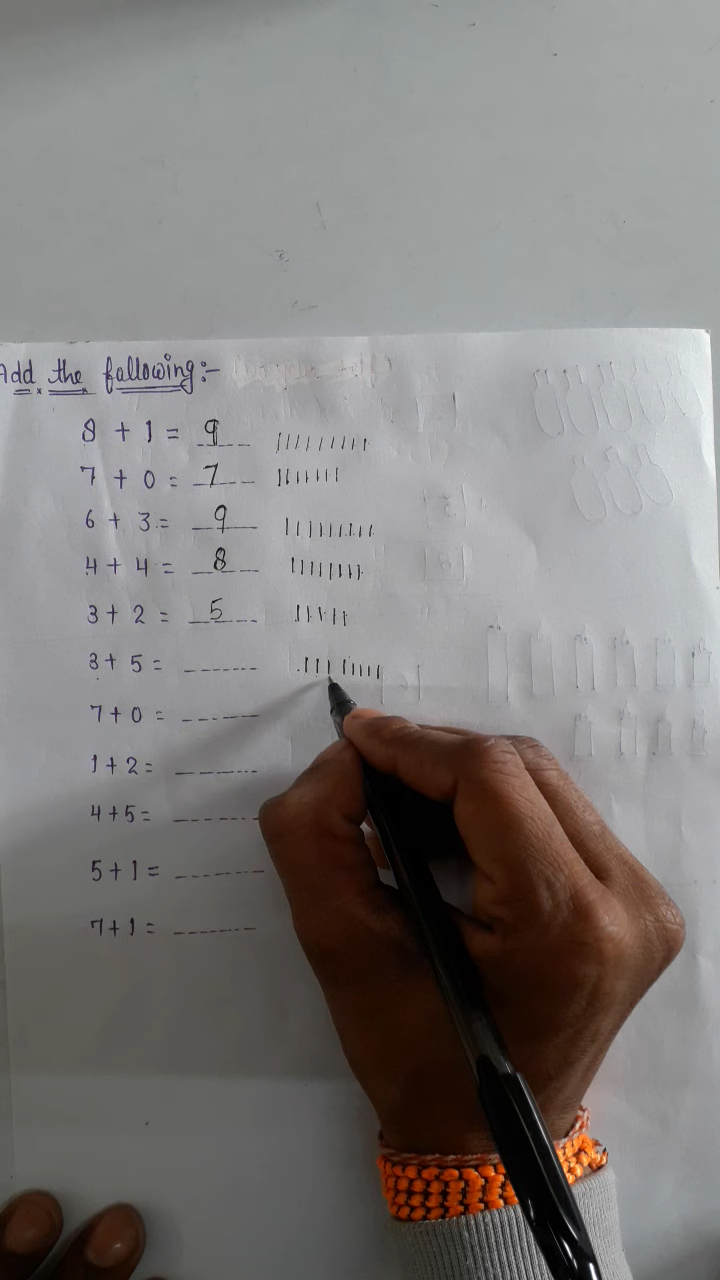 Add the following:-
8 + 1 = 9
7 + 0 = 7
6 + 3 = 9
4 + 4 = 8
3 + 2 = 5
3 + 5 =
7 + 0 =
1 + 2 =
4 + 5 =
5 + 1 =
7 + 1 =